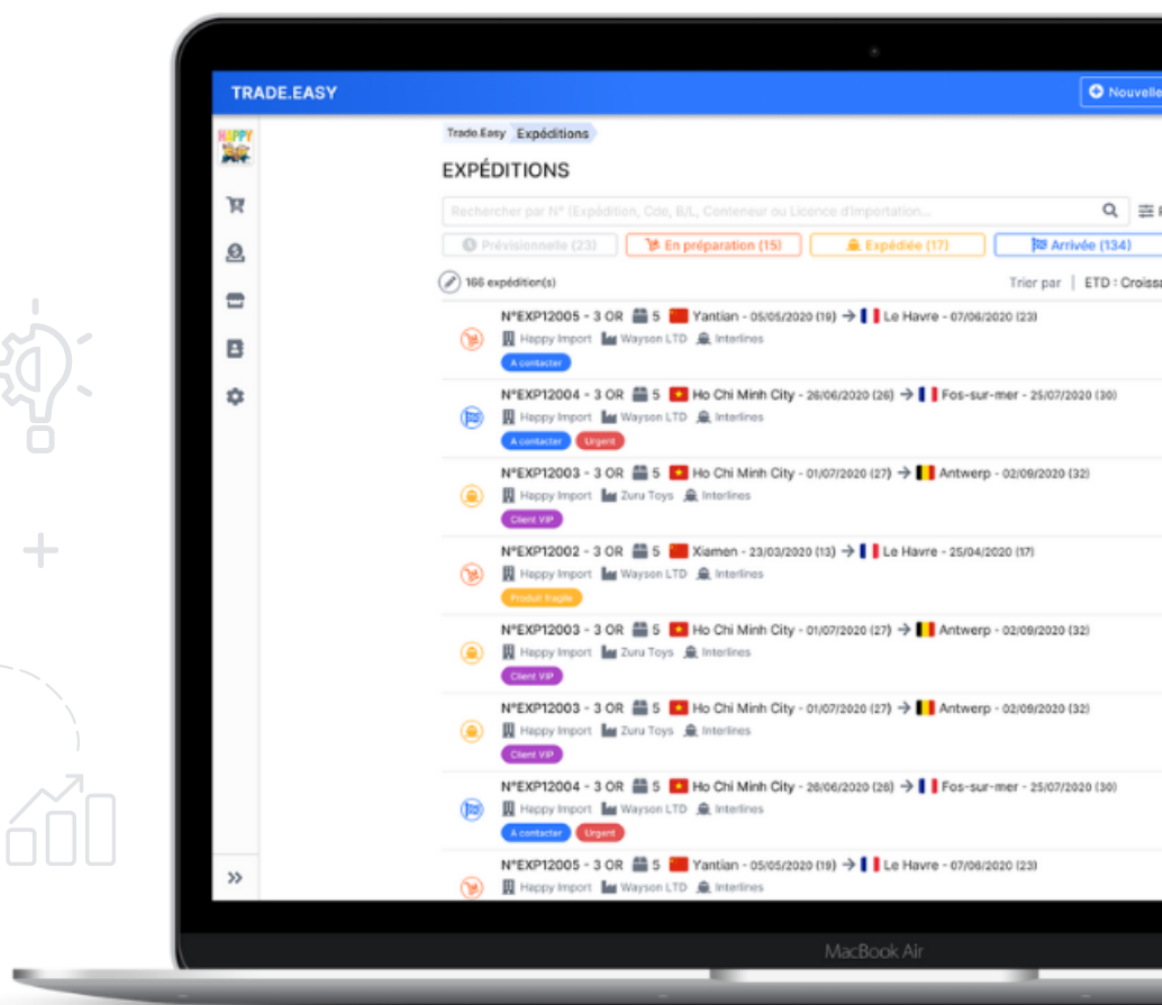 TRADE.EASY
Nouvelle
HAPPY
Trade.Easy Expéditions
EXPÉDITIONS
Rechercher par N° (Expédition, Cde, B/L, Conteneur ou Licence d'importation...
Prévisionnelle (23) En préparation (15) Expédiée (17) Arrivée (134)
166 expédition(s) Trier par | ETD : Croissa
N°EXP12005 - 3 OR 5 Yantian - 05/05/2020 (19) → Le Havre - 07/06/2020 (23)
Happy Import Wayson LTD Interlines
A contacter
N°EXP12004 - 3 OR 5 Ho Chi Minh City - 26/06/2020 (26) → Fos-sur-mer - 25/07/2020 (30)
Happy Import Wayson LTD Interlines
A contacter Urgent
N°EXP12003 - 3 OR 5 Ho Chi Minh City - 01/07/2020 (27) → Antwerp - 02/09/2020 (32)
Happy Import Zuru Toys Interlines
Client VIP
N°EXP12002 - 3 OR 5 Xiamen - 23/03/2020 (13) → Le Havre - 25/04/2020 (17)
Happy Import Wayson LTD Interlines
Produit fragile
N°EXP12003 - 3 OR 5 Ho Chi Minh City - 01/07/2020 (27) → Antwerp - 02/09/2020 (32)
Happy Import Zuru Toys Interlines
Client VIP
N°EXP12003 - 3 OR 5 Ho Chi Minh City - 01/07/2020 (27) → Antwerp - 02/09/2020 (32)
Happy Import Zuru Toys Interlines
Client VIP
N°EXP12004 - 3 OR 5 Ho Chi Minh City - 26/06/2020 (26) → Fos-sur-mer - 25/07/2020 (30)
Happy Import Wayson LTD Interlines
A contacter Urgent
N°EXP12005 - 3 OR 5 Yantian - 05/05/2020 (19) → Le Havre - 07/06/2020 (23)
Happy Import Wayson LTD Interlines
MacBook Air